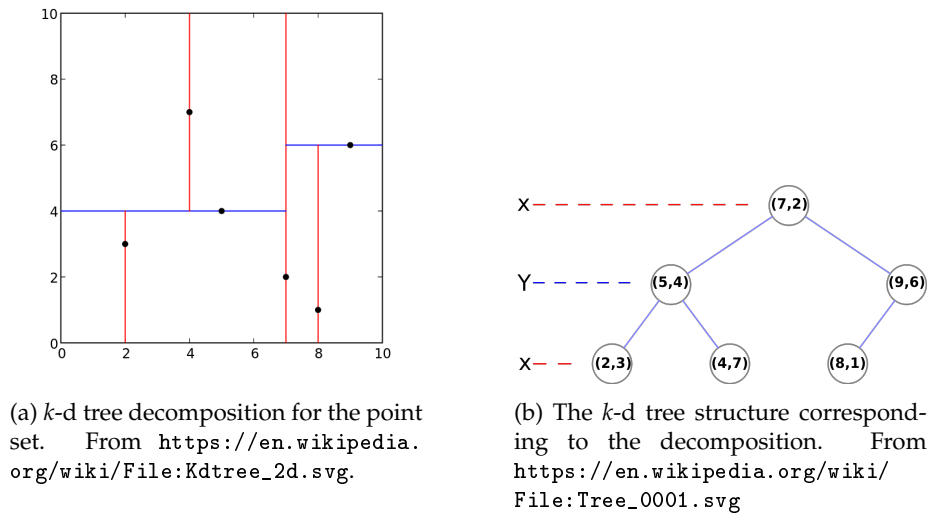 10
8
6
4
2
0
0
2
4
6
8
10
x
(7,2)
Y
(5,4)
(9,6)
x
(2,3)
(4,7)
(8,1)
(a) k-d tree decomposition for the point
set. From https://en.wikipedia.
org/wiki/File:Kdtree_2d.svg.
(b) The k-d tree structure correspond-
ing to the decomposition. From
https://en.wikipedia.org/wiki/
File:Tree_0001.svg